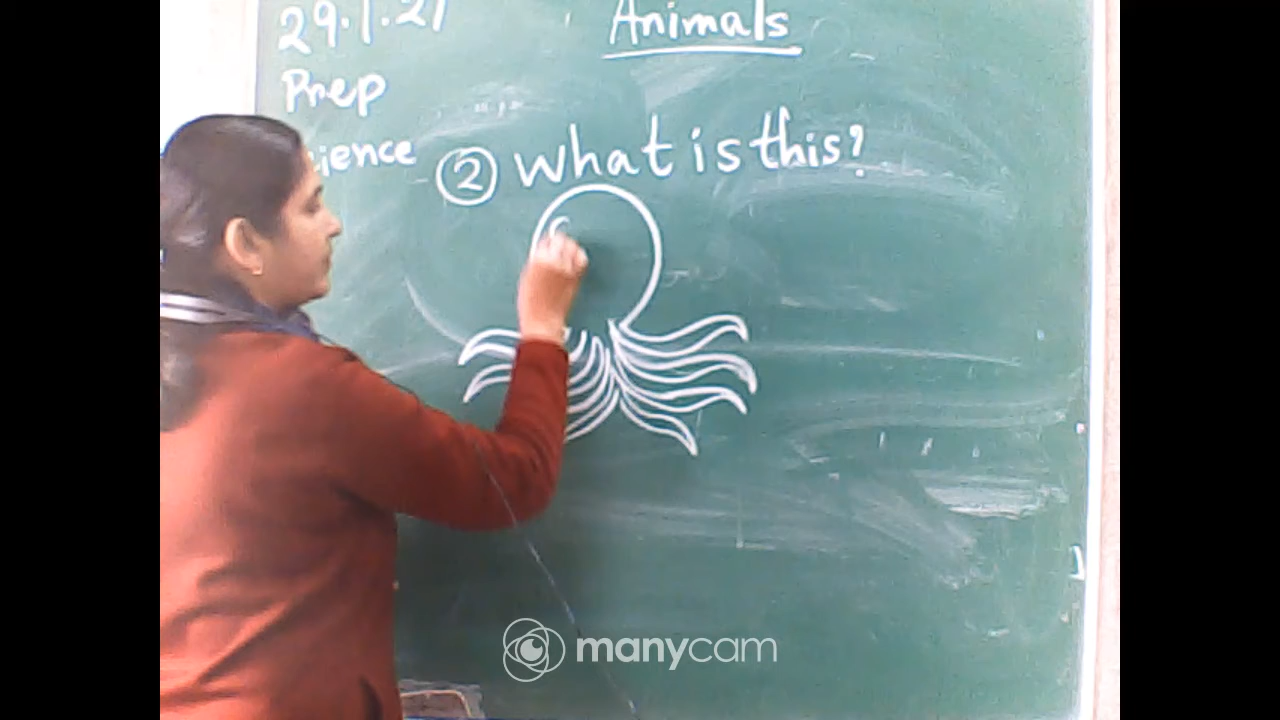 29.1.21
Animals
Prep
ience
② What is this?
manycam